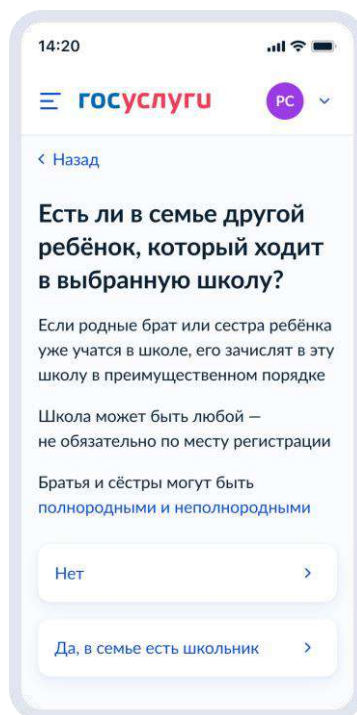 14:20
госуслуги
РС
Назад
Есть ли в семье другой
ребёнок, который ходит
в выбранную школу?
Если родные брат или сестра ребёнка
уже учатся в школе, его зачислят в эту
школу в преимущественном порядке
Школа может быть любой —
не обязательно по месту регистрации
Братья и сёстры могут быть
полнородными и неполнородными
Нет
Да, в семье есть школьник